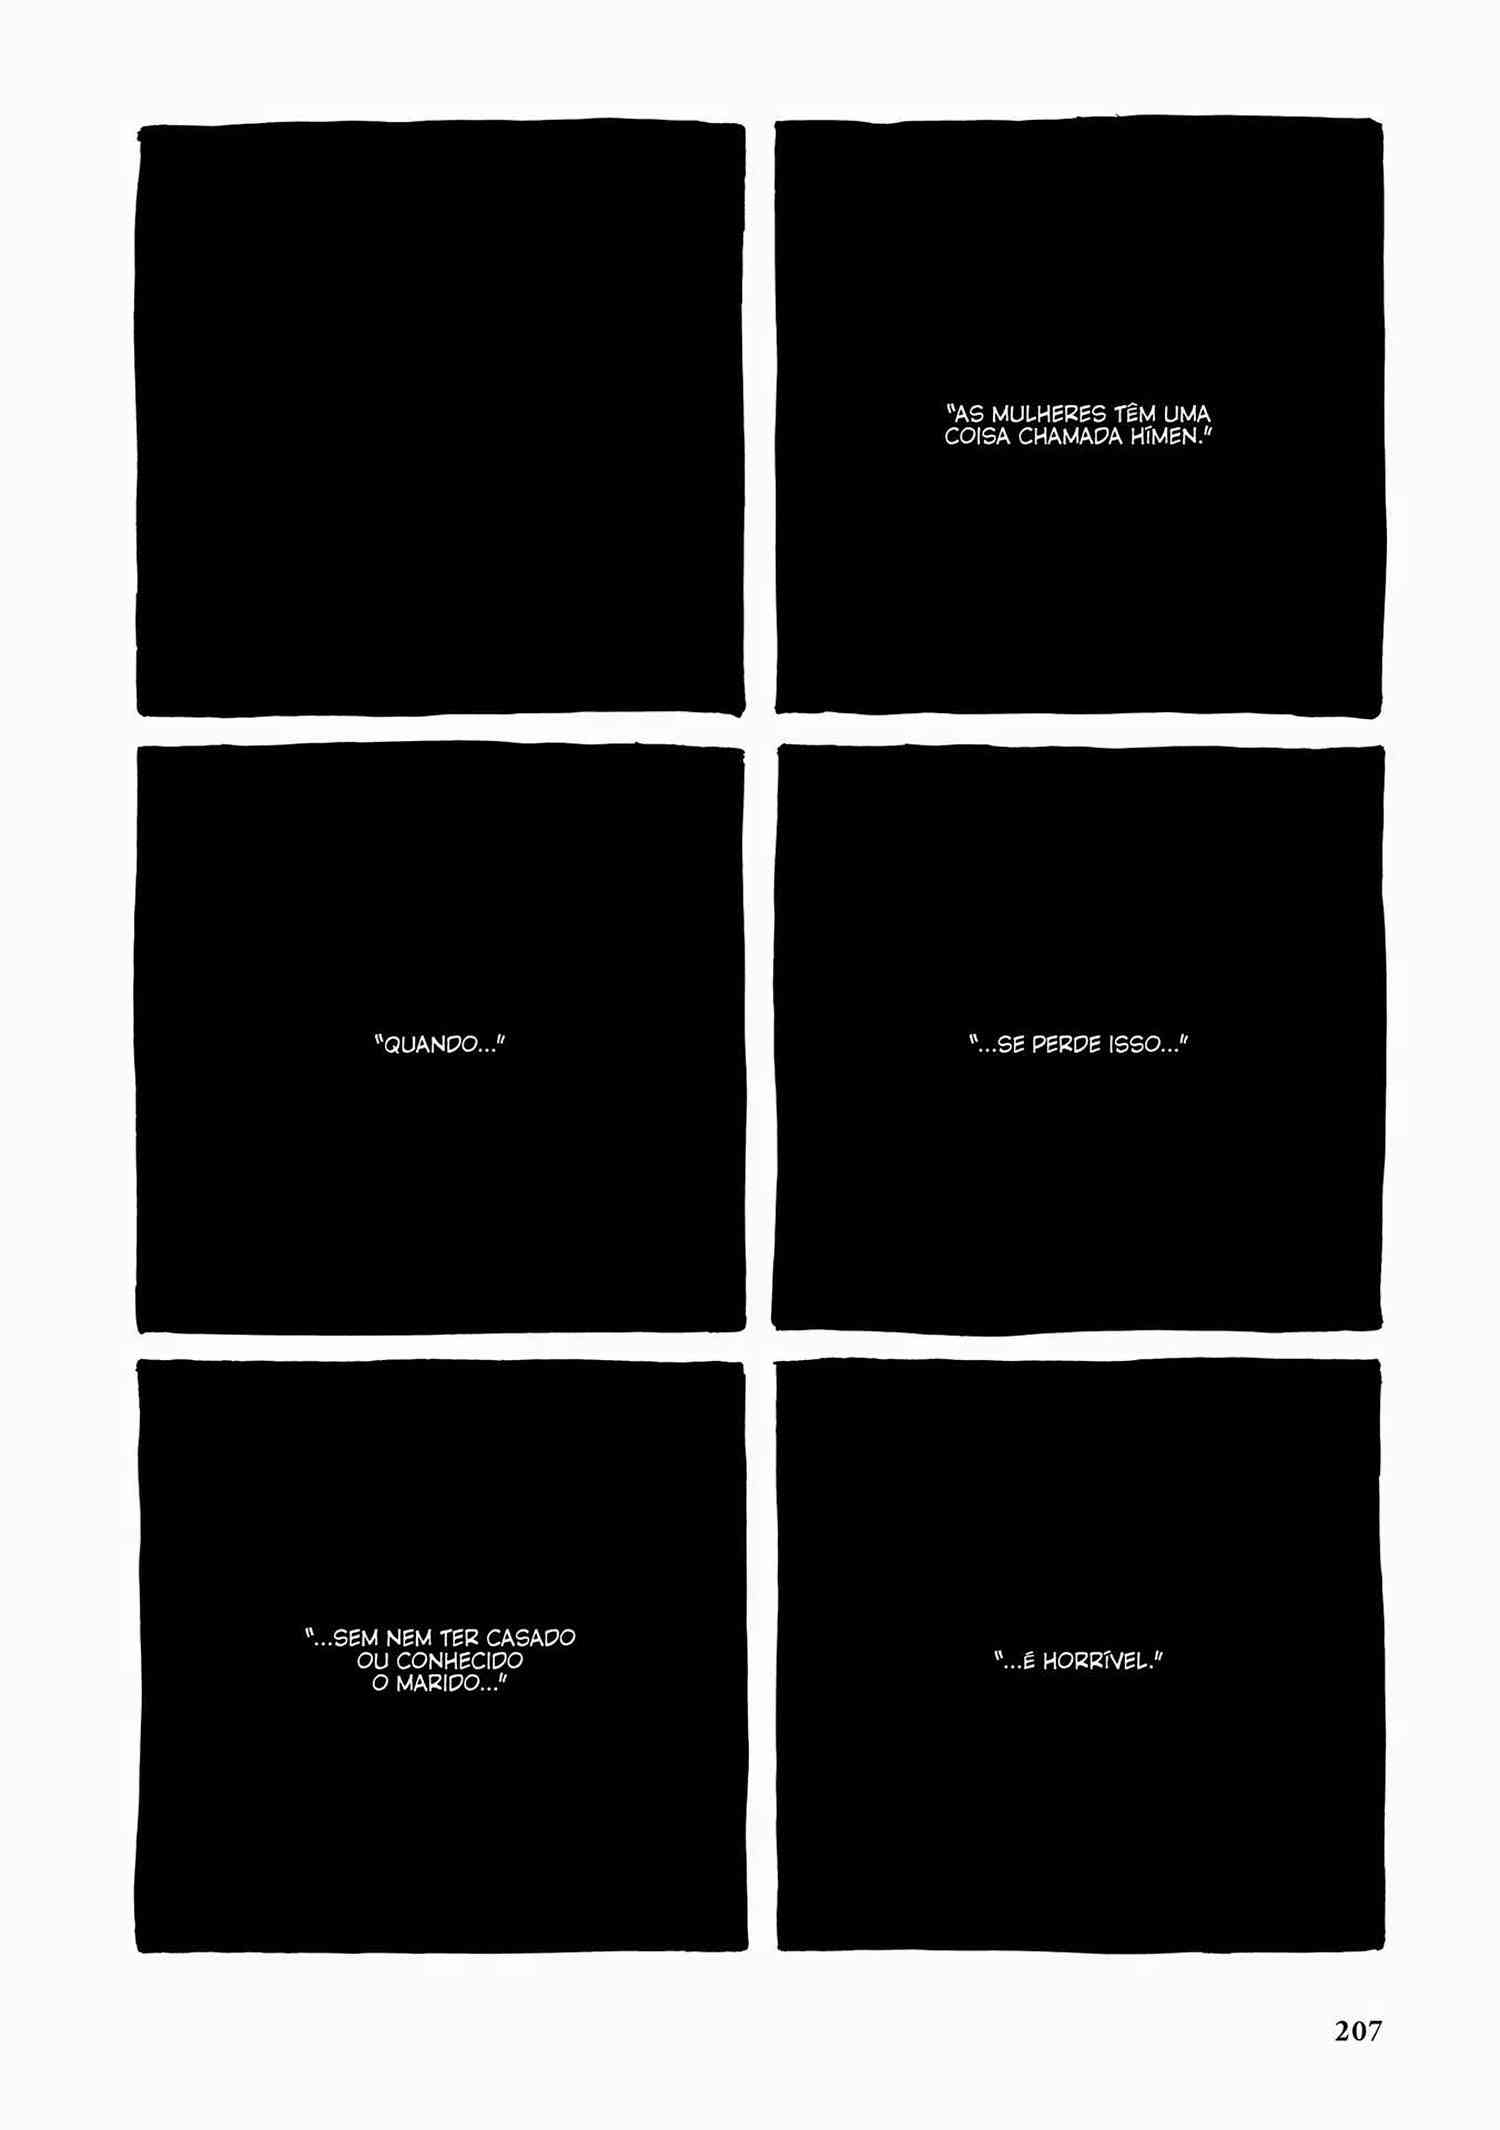 "AS MULHERES TÊM UMA
COISA CHAMADA HÍMEN."
"QUANDO..."
"...SE PERDE ISSO..."
"...SEM NEM TER CASADO
OU CONHECIDO
O MARIDO..."
"...É HORRÍVEL."
207